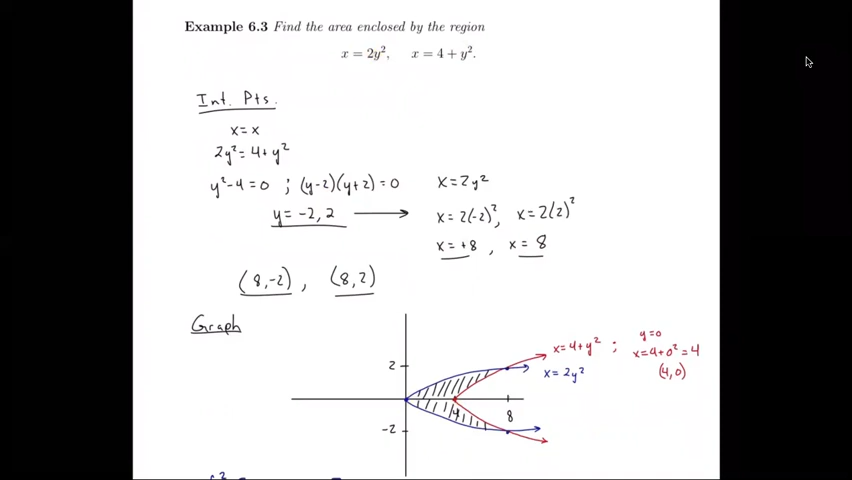 Example 6.3 Find the area enclosed by the region
x = 2y², x = 4 + y².
Int. Pts.
x = x
2y² = 4 + y²
y² - 4 = 0 ; (y-2)(y+2) = 0
y = -2, 2
x = 2y²
x = 2(-2)², x = 2(2)²
x = +8, x = 8
(8,-2), (8,2)
Graph
x = 4 + y² ;
y = 0
x = 4 + 0² = 4
(4,0)
x = 2y²
2
4
8
-2